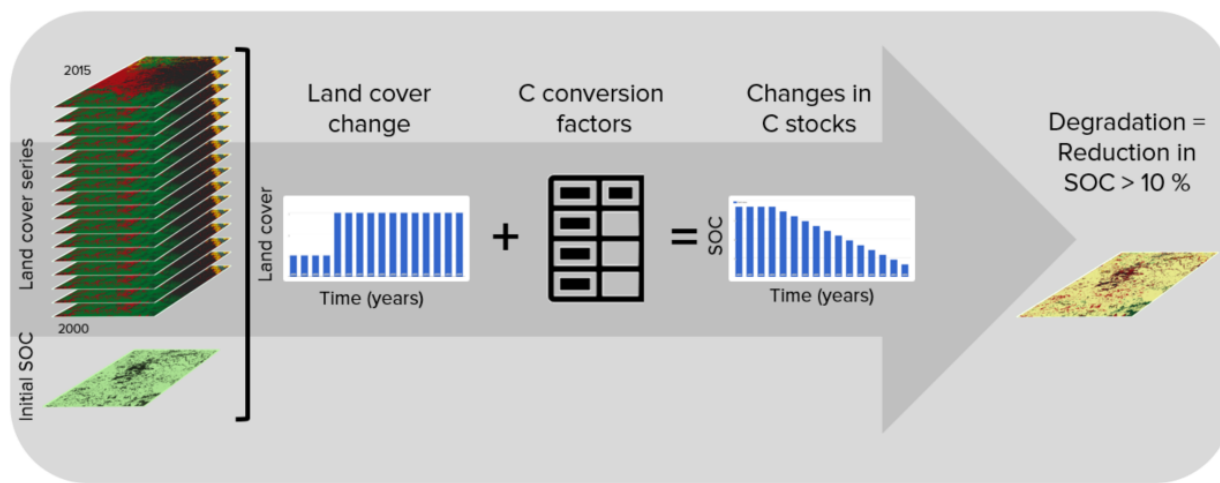 2015
Land cover series
2000
Initial SOC
Land cover
change
Land cover
Time (years)
+
C conversion
factors
=
Changes in
C stocks
SOC
Time (years)
Degradation =
Reduction in
SOC > 10 %